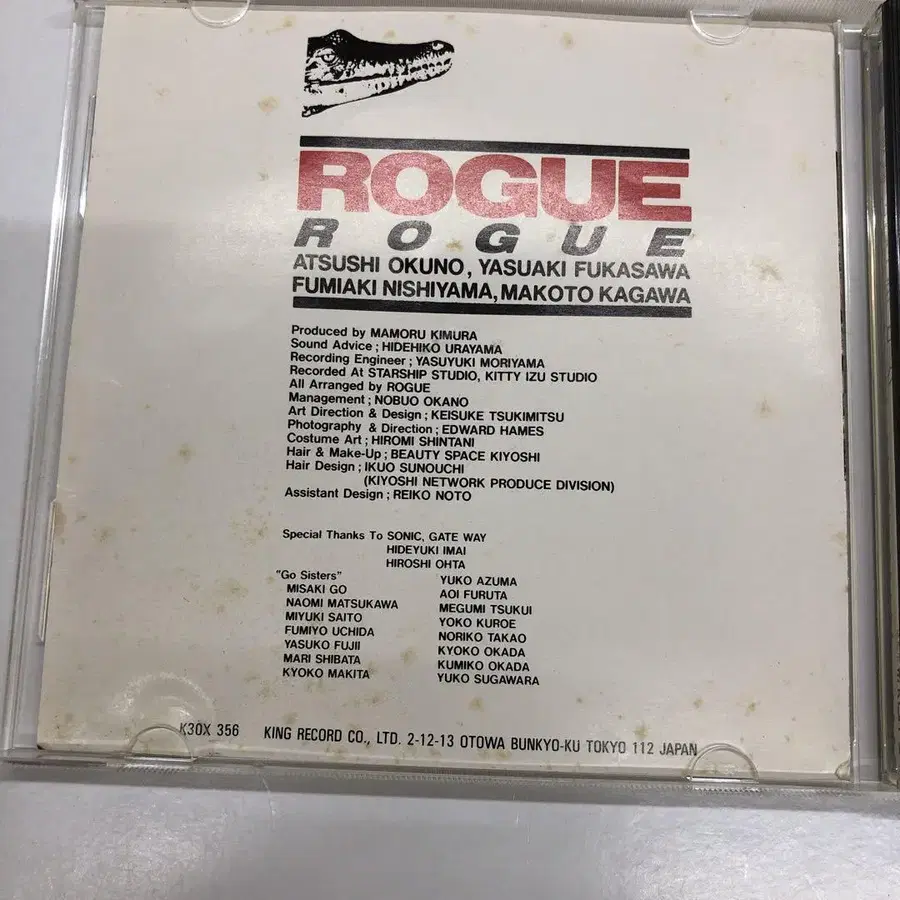 ROGUE
ROGUE
ATSUSHI OKUNO, YASUAKI FUKASAWA
FUMIAKI NISHIYAMA, MAKOTO KAGAWA
Produced by MAMORU KIMURA
Sound Advice ; HIDEHIKO URAYAMA
Recording Engineer ; YASUYUKI MORIYAMA
Recorded At STARSHIP STUDIO, KITTY IZU STUDIO
All Arranged by ROGUE
Management ; NOBUO OKANO
Art Direction & Design ; KEISUKE TSUKIMITSU
Photography & Direction ; EDWARD HAMES
Costume Art ; HIROMI SHINTANI
Hair & Make-Up ; BEAUTY SPACE KIYOSHI
Hair Design ; IKUO SUNOUCHI
(KIYOSHI NETWORK PRODUCE DIVISION)
Assistant Design ; REIKO NOTO
Special Thanks To SONIC, GATE WAY
HIDEYUKI IMAI
HIROSHI OHTA
"Go Sisters"
MISAKI GO
NAOMI MATSUKAWA
MIYUKI SAITO
FUMIYO UCHIDA
YASUKO FUJII
MARI SHIBATA
KYOKO MAKITA
YUKO AZUMA
AOI FURUTA
MEGUMI TSUKUI
YOKO KUROE
NORIKO TAKAO
KYOKO OKADA
KUMIKO OKADA
YUKO SUGAWARA
K30X 356 KING RECORD CO., LTD. 2-12-13 OTOWA BUNKYO-KU TOKYO 112 JAPAN